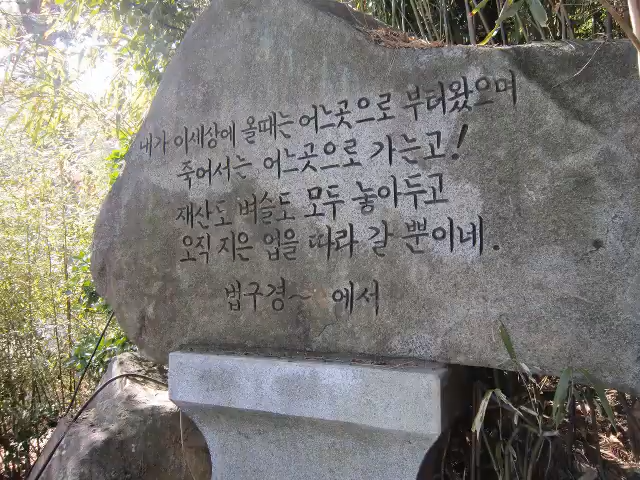 내가 이세상에 올때는 어느곳으로 부터왔으며
죽어서는 어느곳으로 가는고!
재산도 벼슬도 모두 놓아두고
오직 지은 업을 따라 갈 뿐이네.
법구경~ 에서